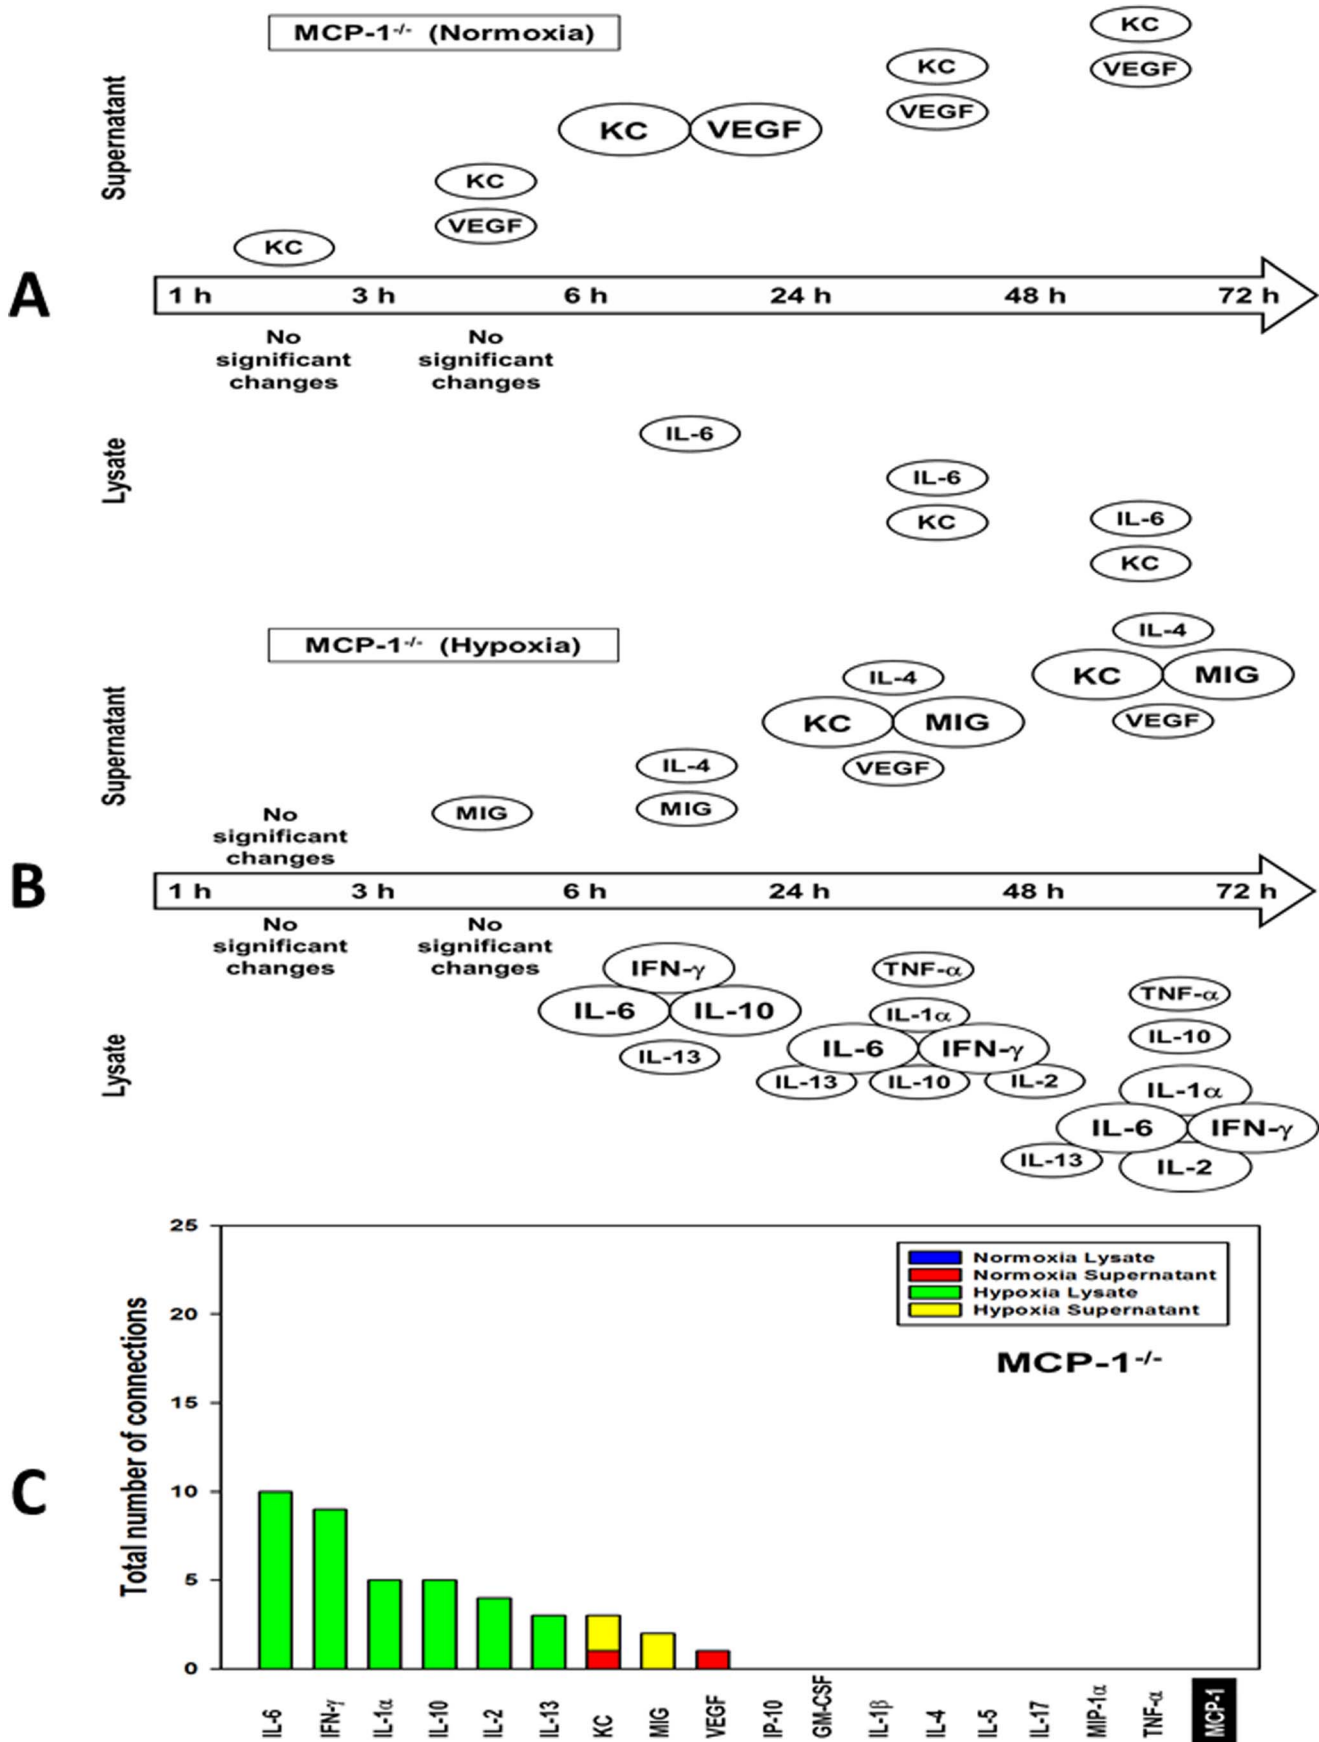 MCP-1-/- (Normoxia)
Supernatant
KC
VEGF
KC
VEGF
KC VEGF
KC
VEGF
KC
A
1 h 3 h 6 h 24 h 48 h 72 h
No
significant
changes
No
significant
changes
Lysate
IL-6
IL-6
KC
IL-6
KC
MCP-1-/- (Hypoxia)
Supernatant
IL-4
KC MIG
VEGF
IL-4
KC MIG
VEGF
IL-4
MIG
MIG
No
significant
changes
B
1 h 3 h 6 h 24 h 48 h 72 h
No
significant
changes
No
significant
changes
Lysate
IFN-γ
IL-6 IL-10
IL-13
TNF-α
IL-1α
IL-6 IFN-γ
IL-13 IL-10 IL-2
TNF-α
IL-10
IL-1α
IL-6 IFN-γ
IL-13 IL-2
C
Total number of connections
25
20
15
10
5
0
Normoxia Lysate
Normoxia Supernatant
Hypoxia Lysate
Hypoxia Supernatant
MCP-1-/-
IL-6
IFN-γ
IL-1α
IL-10
IL-2
IL-13
KC
MIG
VEGF
IP-10
GM-CSF
IL-1β
IL-4
IL-5
IL-17
MIP-1α
TNF-α
MCP-1